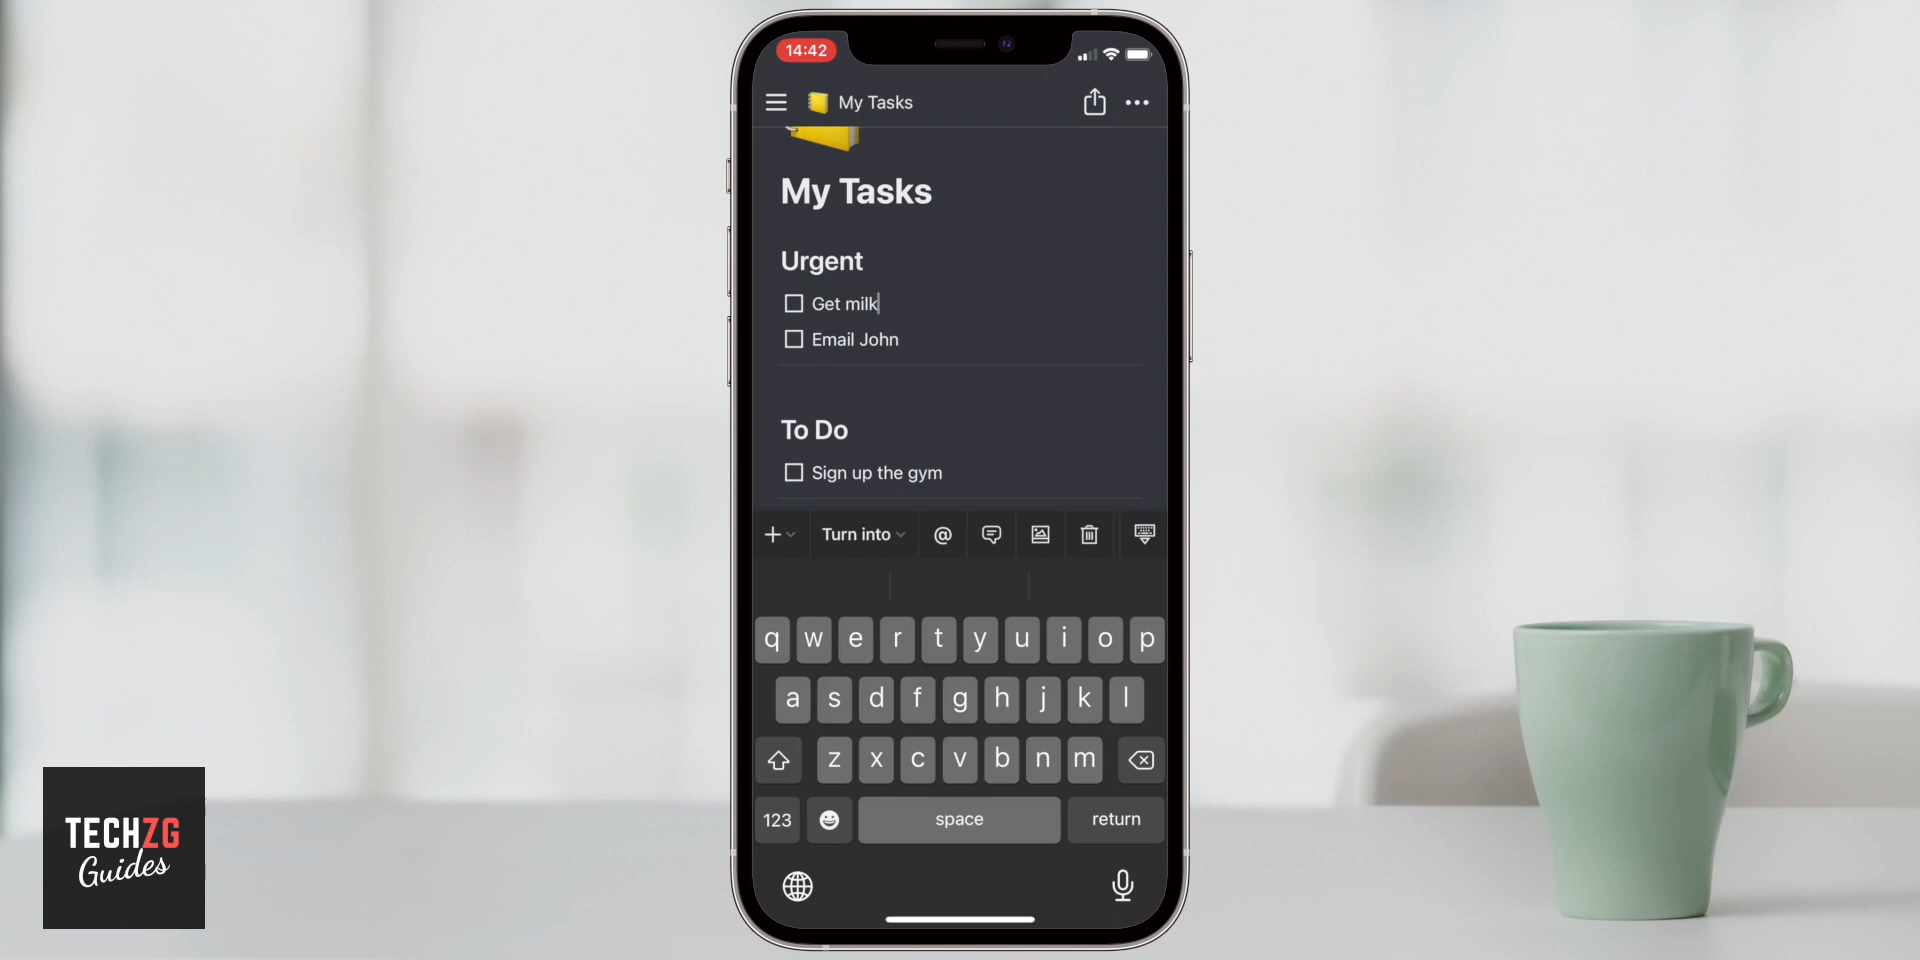 14:42
My Tasks
My Tasks
Urgent
Get milk
Email John
To Do
Sign up the gym
Turn into
@
q w e r t y u i o p
a s d f g h j k l
z x c v b n m
123 space return
TECHZG
Guides